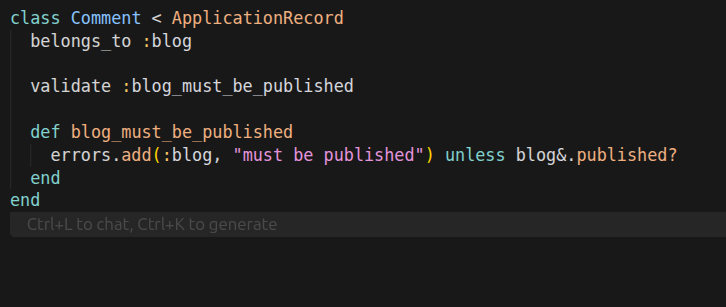 class Comment < ApplicationRecord
belongs_to :blog
validate :blog_must_be_published
def blog_must_be_published
errors.add(:blog, "must be published") unless blog&.published?
end
end
Ctrl+L to chat, Ctrl+K to generate